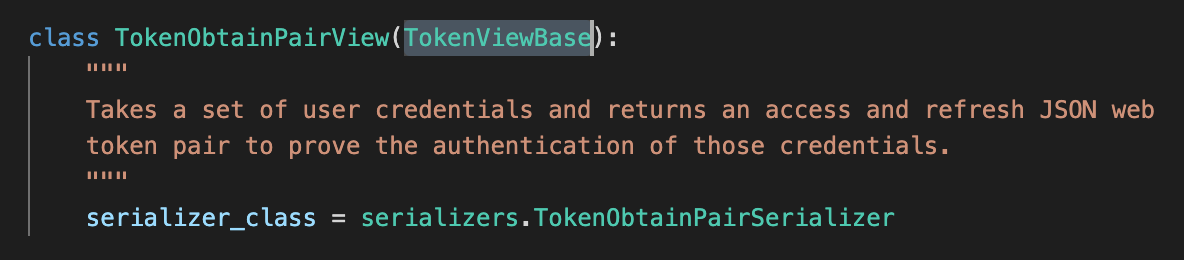 class TokenObtainPairView(TokenViewBase):
    """
    Takes a set of user credentials and returns an access and refresh JSON web
    token pair to prove the authentication of those credentials.
    """
    serializer_class = serializers.TokenObtainPairSerializer